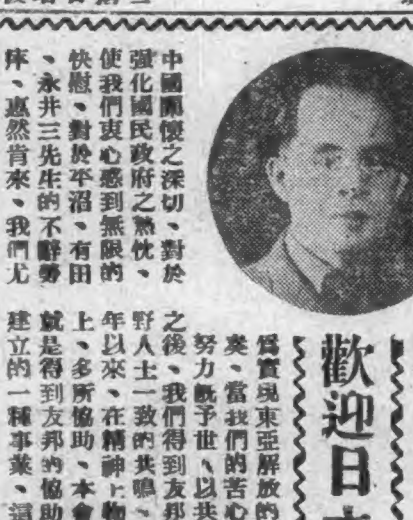 歡迎日
中國關懷之深切、對於
强化國民政府之熱忱、
使我們衷心感到無限的
快慰、對於平沼、有田
、永井三先生的不辭勞
瘁、惠然肯來、我們尤
爲實現東亞解放的
矣、當我們的苦心
努力旣予世、以共
之後、我們得到友邦
野人士一致的共鳴、
年以來、在精神上物
上、多所協助、本會
就是得到友邦的協助
建立的一種事業、這